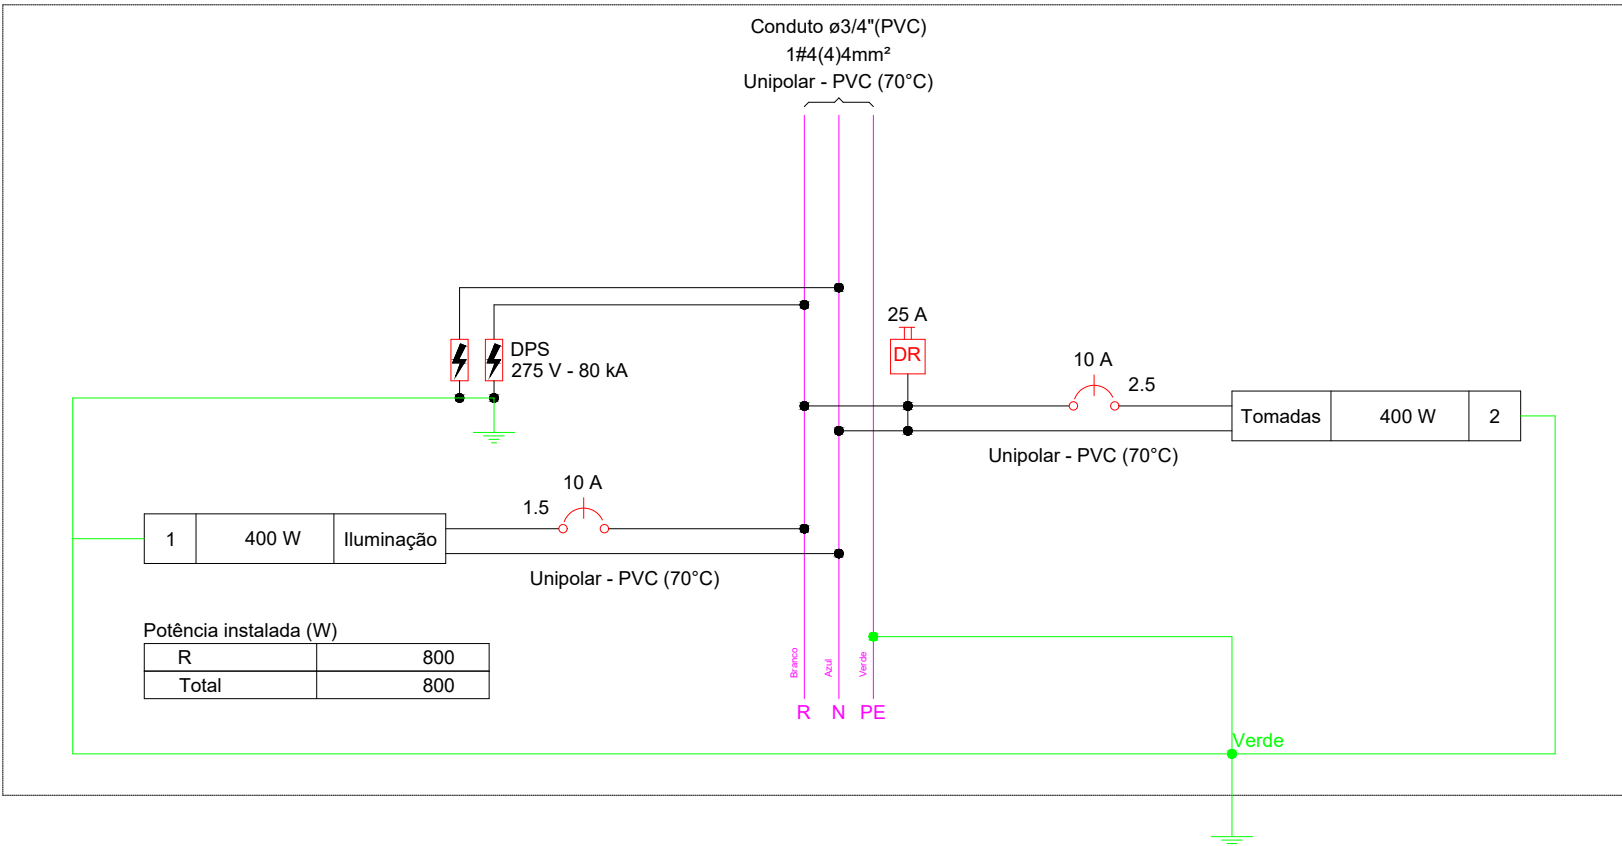 Conduto ø3/4"(PVC)
1#4(4)4mm²
Unipolar - PVC (70°C)
25 A
DR
DPS
275 V - 80 kA
10 A
2.5
Tomadas 400 W 2
Unipolar - PVC (70°C)
10 A
1.5
1 400 W Iluminação
Unipolar - PVC (70°C)
Potência instalada (W)
R 800
Total 800
Branco
Azul
Verde
R N PE
Verde